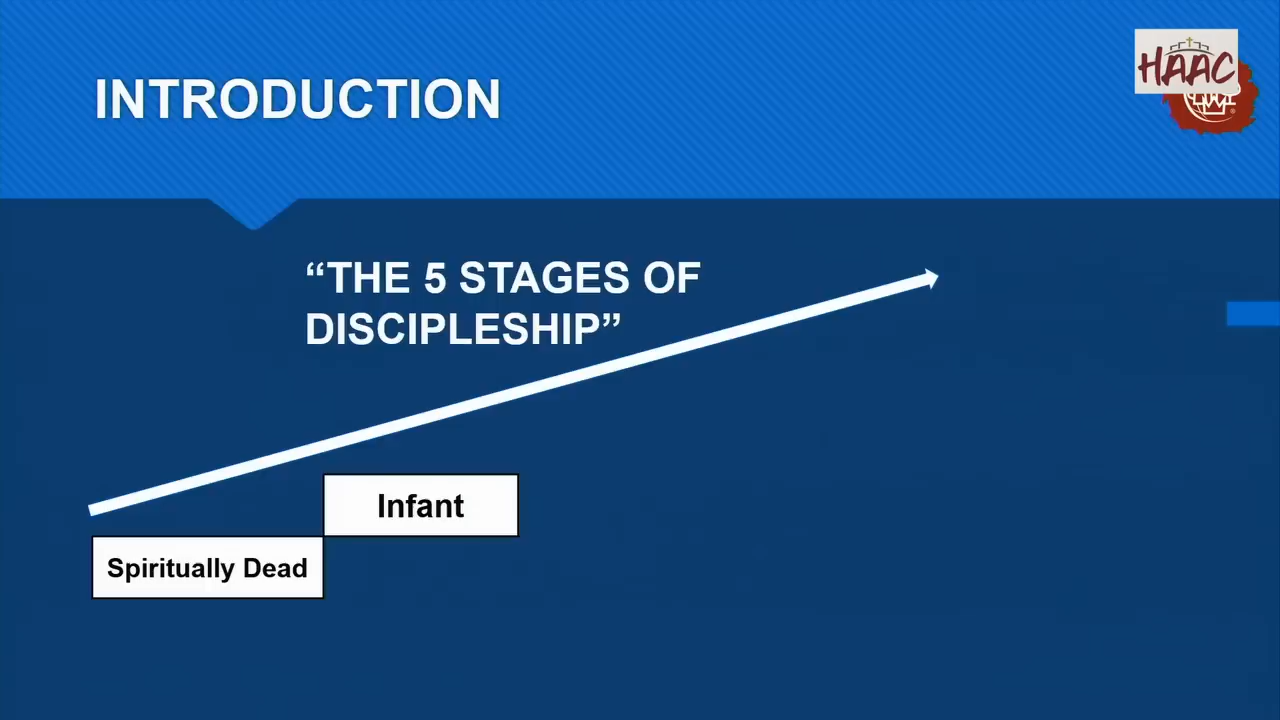 INTRODUCTION
HAAC
“THE 5 STAGES OF
DISCIPLESHIP”
Infant
Spiritually Dead